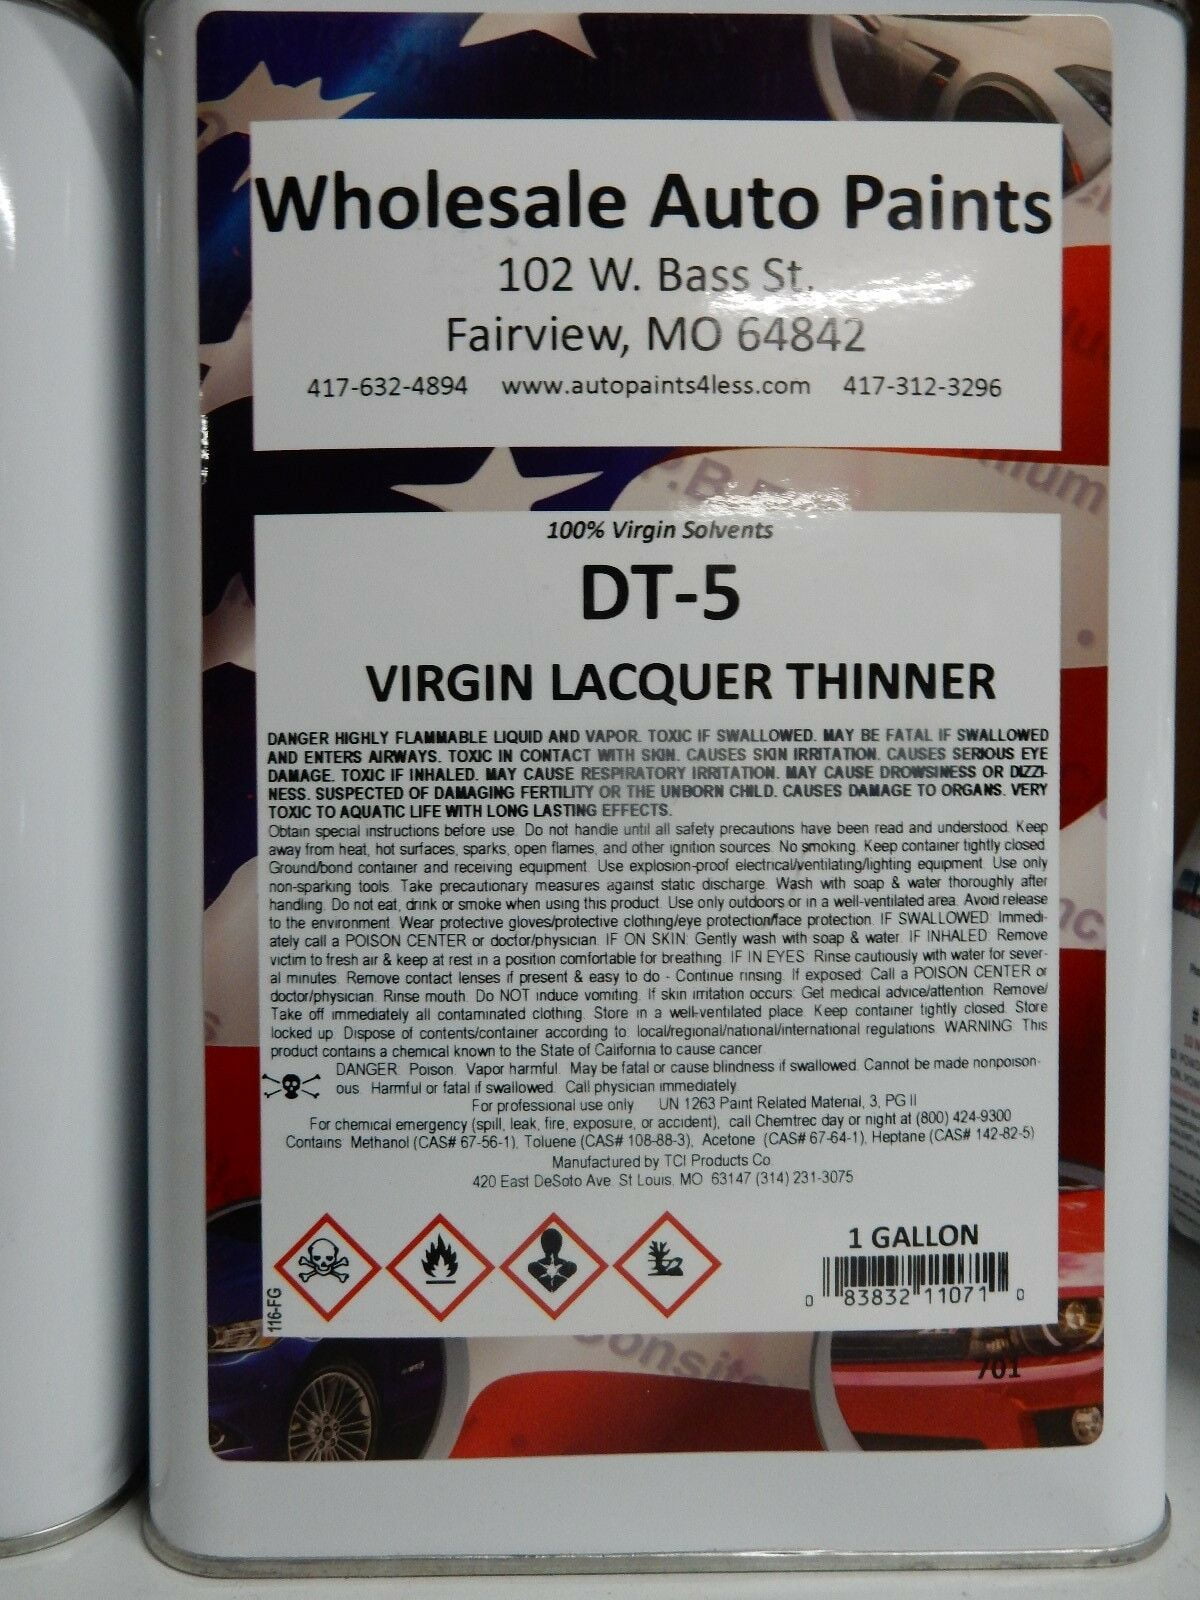 Wholesale Auto Paints
102 W. Bass St.
Fairview, MO 64842
417-632-4894 www.autopaints4less.com 417-312-3296
100% Virgin Solvents
DT-5
VIRGIN LACQUER THINNER
DANGER HIGHLY FLAMMABLE LIQUID AND VAPOR. TOXIC IF SWALLOWED. MAY BE FATAL IF SWALLOWED
AND ENTERS AIRWAYS. TOXIC IN CONTACT WITH SKIN. CAUSES SKIN IRRITATION. CAUSES SERIOUS EYE
DAMAGE. TOXIC IF INHALED. MAY CAUSE RESPIRATORY IRRITATION. MAY CAUSE DROWSINESS OR DIZZI-
NESS. SUSPECTED OF DAMAGING FERTILITY OR THE UNBORN CHILD. CAUSES DAMAGE TO ORGANS. VERY
TOXIC TO AQUATIC LIFE WITH LONG LASTING EFFECTS.
Obtain special instructions before use. Do not handle until all safety precautions have been read and understood. Keep
away from heat, hot surfaces, sparks, open flames, and other ignition sources. No smoking. Keep container tightly closed.
Ground/bond container and receiving equipment. Use explosion-proof electrical/ventilating/lighting equipment. Use only
non-sparking tools. Take precautionary measures against static discharge. Wash with soap & water thoroughly after
handling. Do not eat, drink or smoke when using this product. Use only outdoors or in a well-ventilated area. Avoid release
to the environment. Wear protective gloves/protective clothing/eye protection/face protection. IF SWALLOWED: Immedi-
ately call a POISON CENTER or doctor/physician. IF ON SKIN: Gently wash with soap & water. IF INHALED: Remove
victim to fresh air & keep at rest in a position comfortable for breathing. IF IN EYES: Rinse cautiously with water for sever-
al minutes. Remove contact lenses if present & easy to do - Continue rinsing. If exposed: Call a POISON CENTER or
doctor/physician. Rinse mouth. Do NOT induce vomiting. If skin irritation occurs: Get medical advice/attention. Remove/
Take off immediately all contaminated clothing. Store in a well-ventilated place. Keep container tightly closed. Store
locked up. Dispose of contents/container according to local/regional/national/international regulations. WARNING: This
product contains a chemical known to the State of California to cause cancer
DANGER: Poison. Vapor harmful. May be fatal or cause blindness if swallowed. Cannot be made nonpoison-
ous. Harmful or fatal if swallowed. Call physician immediately.
For professional use only UN 1263 Paint Related Material, 3, PG II
For chemical emergency (spill, leak, fire, exposure, or accident), call Chemtrec day or night at (800) 424-9300
Contains Methanol (CAS# 67-56-1), Toluene (CAS# 108-88-3), Acetone (CAS# 67-64-1), Heptane (CAS# 142-82-5)
Manufactured by TCI Products Co.
420 East DeSoto Ave. St Louis, MO 63147 (314) 231-3075
1 GALLON
0 83832 11071 0
116-FG
701